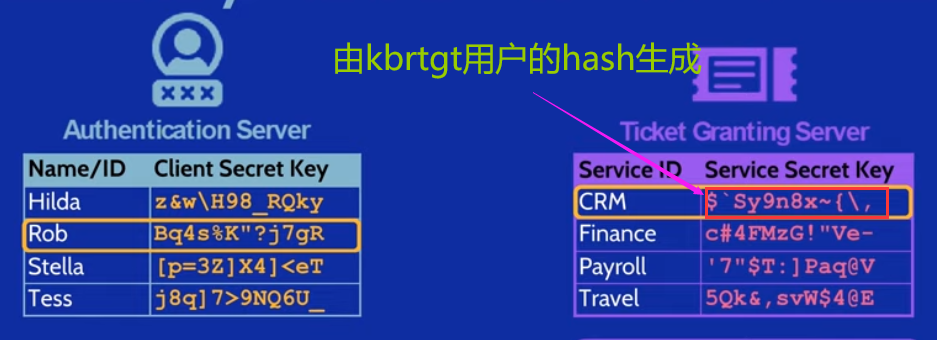 由kbrtgt用户的hash生成
×××
Authentication Server
Name/ID Client Secret Key
Hilda z&w\H98_RQky
Rob Bq4s%K"?j7gR
Stella [p=3Z]X4]<eT
Tess j8q]7>9NQ6U_
Ticket Granting Server
Service ID Service Secret Key
CRM $`Sy9n8x~{\,
Finance c#4FMzG!"Ve-
Payroll '7"$T:]Paq@V
Travel 5Qk&,svW$4@E